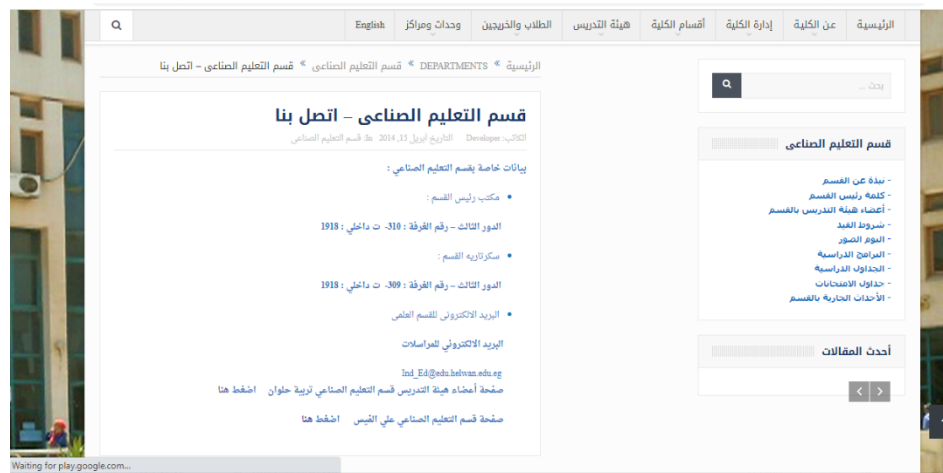 الرئيسية
عن الكلية
إدارة الكلية
أقسام الكلية
هيئة التدريس
الطلاب والخريجين
وحدات ومراكز
English
الرئيسية » DEPARTMENTS » قسم التعليم الصناعى » قسم التعليم الصناعى – اتصل بنا
بحث ...
قسم التعليم الصناعى
- نبذة عن القسم
- كلمة رئيس القسم
- أعضاء هيئة التدريس بالقسم
- شروط القيد
- البوم الصور
- البرامج الدراسية
- الجداول الدراسية
- جداول الامتحانات
- الأحداث الجارية بالقسم
أحدث المقالات
قسم التعليم الصناعى – اتصل بنا
الكاتب: Developer التاريخ ابريل 15, 2014 in: قسم التعليم الصناعى
بيانات خاصة بقسم التعليم الصناعي :
• مكتب رئيس القسم :
الدور الثالث – رقم الغرفة : 310- ت داخلي : 1918
• سكرتاريه القسم :
الدور الثالث – رقم الغرفة : 309- ت داخلي : 1918
• البريد الالكترونى للقسم العلمى
البريد الالكتروني للمراسلات
Ind_Ed@edu.helwan.edu.eg
صفحة أعضاء هيئة التدريس قسم التعليم الصناعي تربية حلوان اضغط هنا
صفحة قسم التعليم الصناعي علي الفيس اضغط هنا
Waiting for play.google.com...